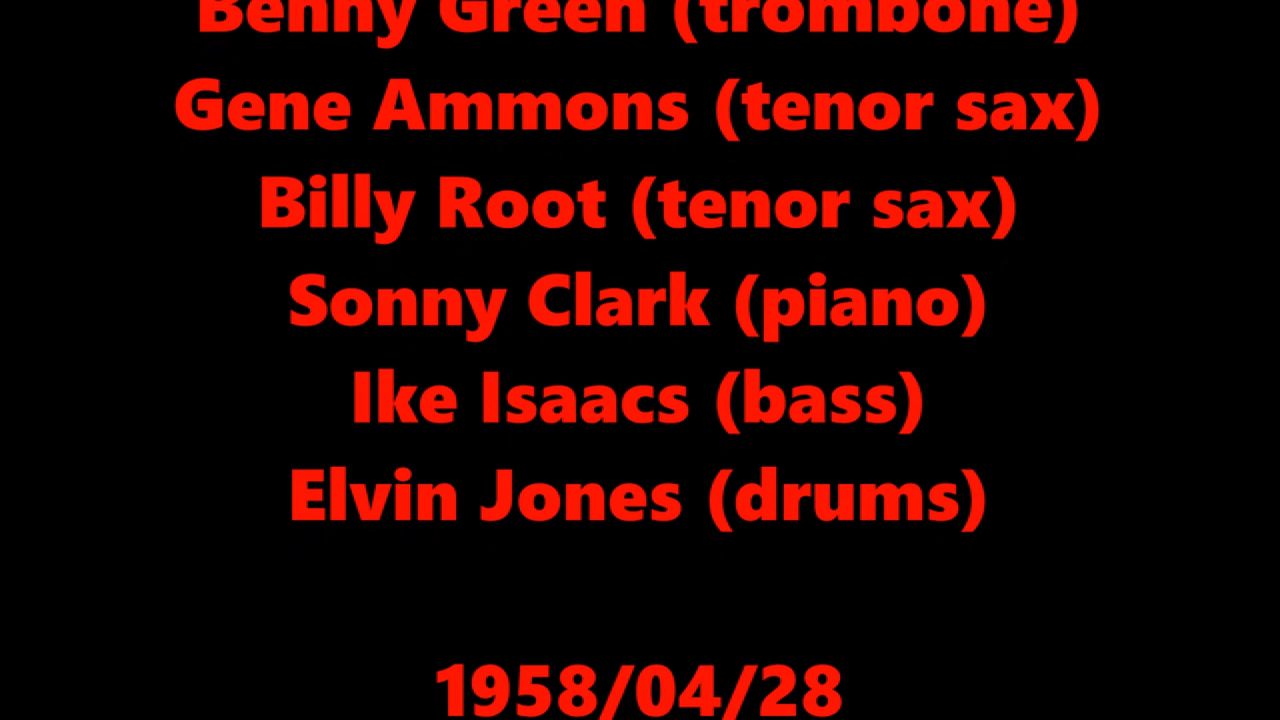 Benny Green (trombone)
Gene Ammons (tenor sax)
Billy Root (tenor sax)
Sonny Clark (piano)
Ike Isaacs (bass)
Elvin Jones (drums)
1958/04/28